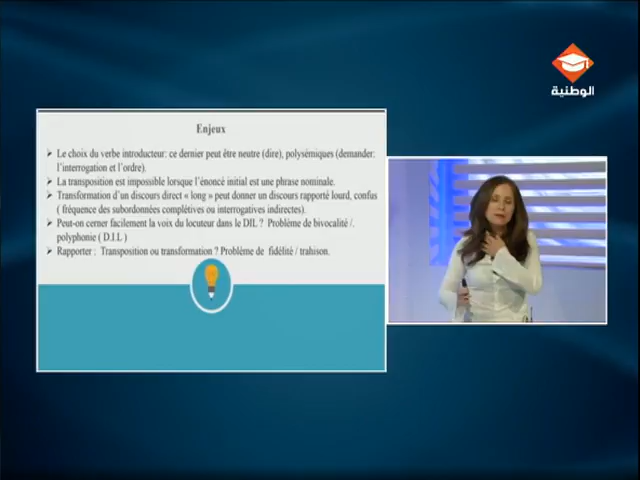 الوطنية
Enjeux
➢ Le choix du verbe introducteur: ce dernier peut être neutre (dire), polysémiques (demander:
l'interrogation et l'ordre).
➢ La transposition est impossible lorsque l'énoncé initial est une phrase nominale.
➢ Transformation d'un discours direct « long » peut donner un discours rapporté lourd, confus
( fréquence des subordonnées complétives ou interrogatives indirectes).
➢ Peut-on cerner facilement la voix du locuteur dans le DIL ? Problème de bivocalité /.
polyphonie ( D.I.L )
➢ Rapporter : Transposition ou transformation ? Problème de fidélité / trahison.